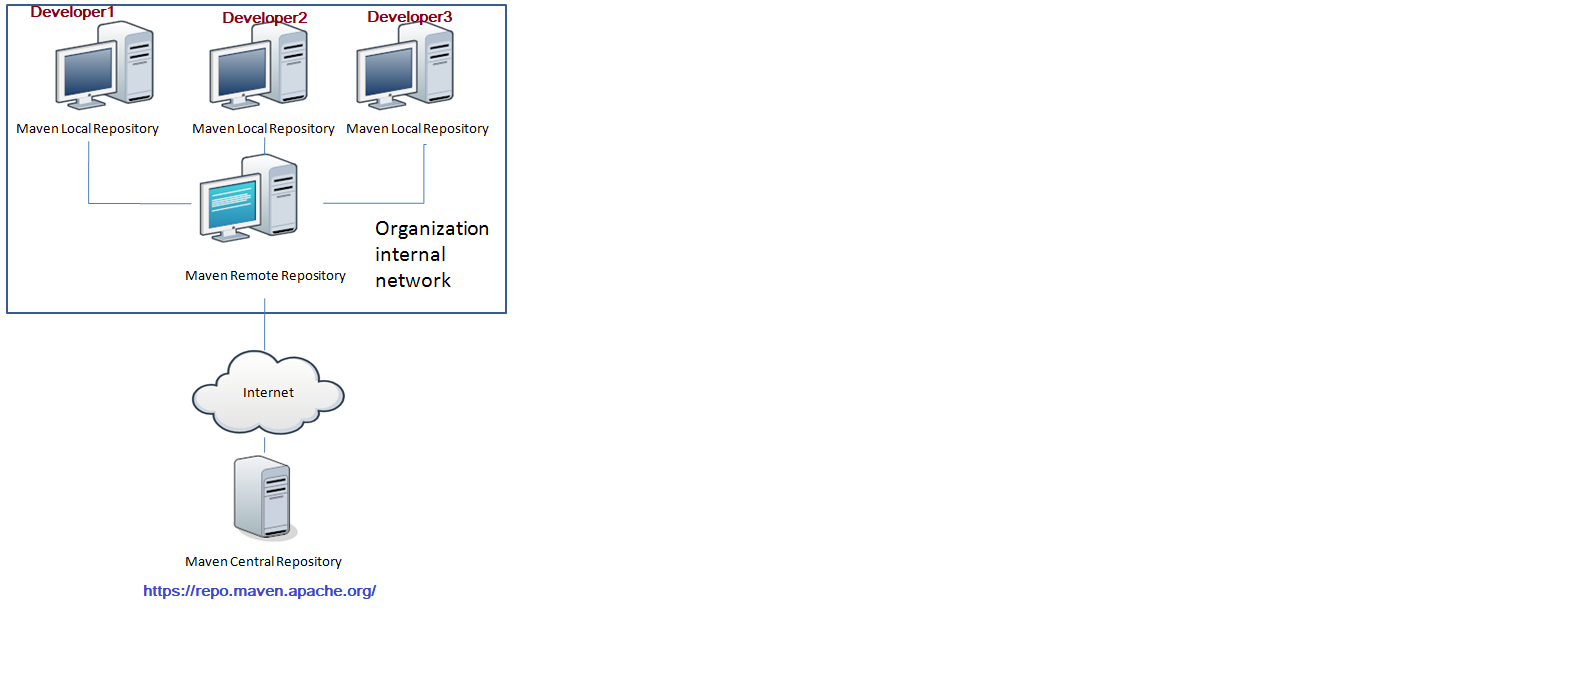 Developer1
Developer2
Developer3
Maven Local Repository
Maven Local Repository
Maven Local Repository
Organization
internal
network
Maven Remote Repository
Internet
Maven Central Repository
https://repo.maven.apache.org/